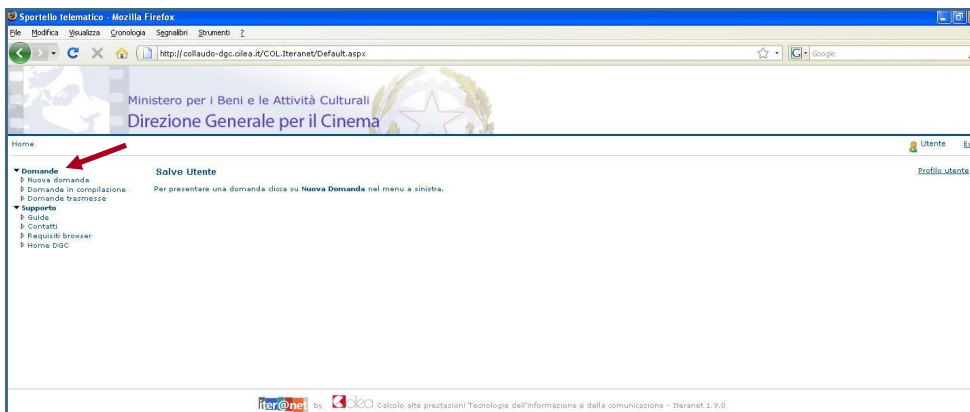 Sportello telematico - Mozilla Firefox
File Modifica Visualizza Cronologia Segnalibri Strumenti ?
http://collaudo-dgc.cilea.it/COL.Iteranet/Default.aspx
G Google
Ministero per i Beni e le Attività Culturali
Direzione Generale per il Cinema
Home
Utente
Domande
Nuova domanda
Domande in compilazione
Domande trasmesse
Supporto
Guide
Contatti
Requisiti browser
Home DGC
Salve Utente
Profilo utente
Per presentare una domanda clicca su Nuova Domanda nel menu a sinistra.
iter@net by cilea Calcolo alte prestazioni Tecnologie dell'informazione e della comunicazione - Iteranet 1.9.0